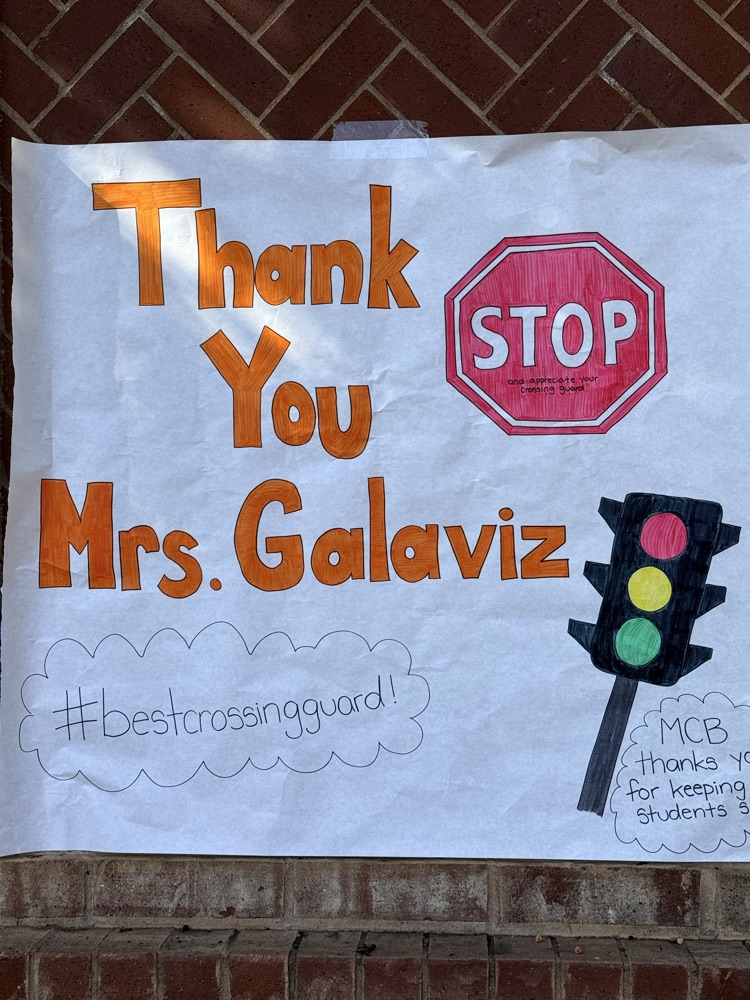 Thank
You
Mrs. Galaviz
STOP
and appreciate your
crossing guard
#bestcrossingguard!
MCB
thanks
for keeping
students